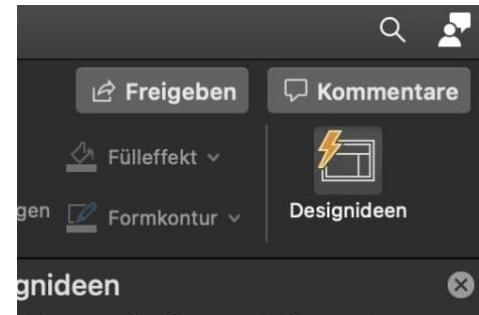 Freigeben
Kommentare
Fülleffekt
gen
Formkontur
Designideen
gnideen